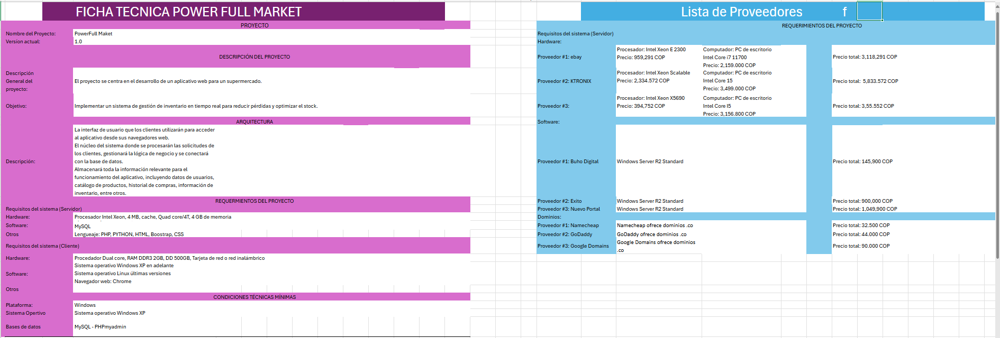 FICHA TECNICA POWER FULL MARKET
PROYECTO
Nombre del Proyecto: PowerFull Maket
Version actual: 1.0
DESCRIPCIÓN DEL PROYECTO
Descripción
General del
proyecto:
El proyecto se centra en el desarrollo de un aplicativo web para un supermercado.
Objetivo: Implementar un sistema de gestión de inventario en tiempo real para reducir pérdidas y optimizar el stock.
ARQUITECTURA
Descripción:
La interfaz de usuario que los clientes utilizarán para acceder
al aplicativo desde sus navegadores web.
El núcleo del sistema donde se procesarán las solicitudes de
los clientes, gestionará la lógica de negocio y se conectará
con la base de datos.
Almacenará toda la información relevante para el
funcionamiento del aplicativo, incluyendo datos de usuarios,
catálogo de productos, historial de compras, información de
inventario, entre otros.
REQUERMIENTOS DEL PROYECTO
Requisitos del sistema (Servidor)
Hardware: Procesador Intel Xeon, 4 MB, cache, Quad core/4T, 4 GB de memoria
Software: MySQL
Otros Lengueaje: PHP, PYTHON, HTML, Boostrap, CSS
Requisitos del sistema (Cliente)
Hardware: Procedador Dual core, RAM DDR3 2GB, DD 500GB, Tarjeta de red o red inalámbrico
Software:
Sistema operativo Windows XP en adelante
Sistema operativo Linux últimas versiones
Navegador web: Chrome
Otros
CONDICIONES TÉCNICAS MÍNIMAS
Plataforma: Windows
Sistema Opertivo Sistema operativo Windows XP
Bases de datos MySQL - PHPmyadmin
Lista de Proveedores f
REQUERIMIENTOS DEL PROYECTO
Requisitos del sistema (Servidor)
Hardware:
Proveedor #1: ebay
Procesador: Intel Xeon E 2300
Precio: 959,291 COP
Computador: PC de escritorio
Intel Core i7 11700
Precio: 2,159.000 COP
Precio total: 3,118,291 COP
Proveedor #2: KTRONIX
Procesador: Intel Xeon Scalable
Precio: 2,334.572 COP
Computador: PC de escritorio
Intel Core 15
Precio: 3,499.000 COP
Precio total: 5,833.572 COP
Proveedor #3:
Procesador: Intel Xeon X5690
Precio: 394,752 COP
Computador: PC de escritorio
Intel Core I5
Precio: 3,156.800 COP
Precio total: 3,55.552 COP
Software:
Proveedor #1: Buho Digital Windows Server R2 Standard Precio total: 145,900 COP
Proveedor #2: Exito Windows Server R2 Standard Precio total: 900,000 COP
Proveedor #3: Nuevo Portal Windows Server R2 Standard Precio total: 1,049,900 COP
Dominios:
Proveedor #1: Namecheap Namecheap ofrece dominios .co Precio total: 32.500 COP
Proveedor #2: GoDaddy GoDaddy ofrece dominios .co Precio total: 44.000 COP
Proveedor #3: Google Domains
Google Domains ofrece dominios
.co
Precio total: 90.000 COP